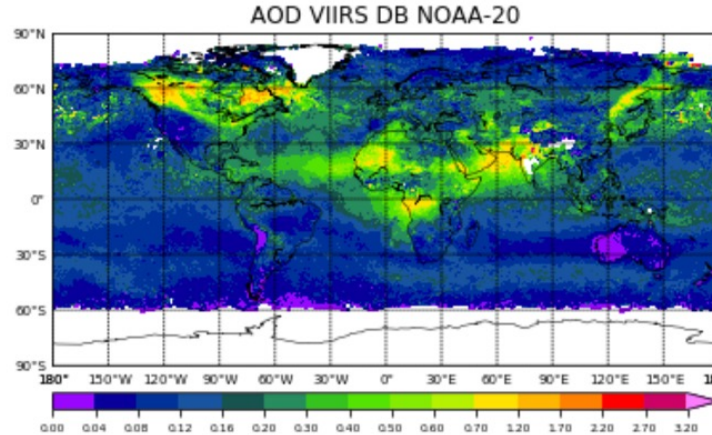 AOD VIIRS DB NOAA-20
90°N
60°N
30°N
0°
30°S
60°S
90°S
180° 150°W 120°W 90°W 60°W 30°W 0° 30°E 60°E 90°E 120°E 150°E 180°
0.00 0.04 0.08 0.12 0.16 0.20 0.30 0.40 0.50 0.60 0.70 1.20 1.70 2.20 2.70 3.20